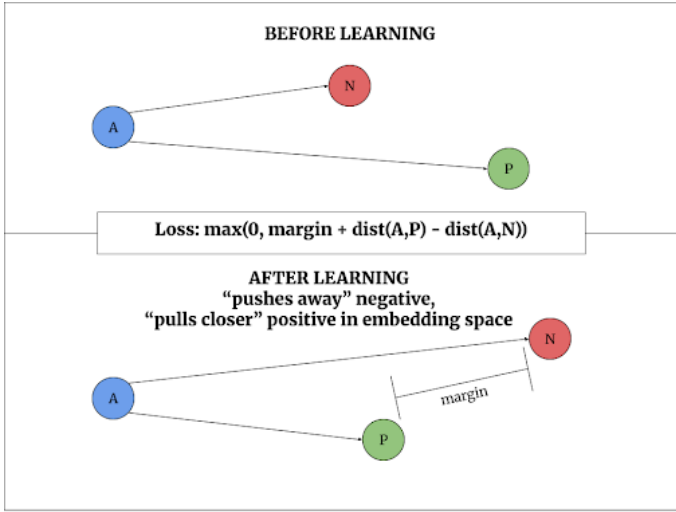 BEFORE LEARNING
N
A
P
Loss: max(0, margin + dist(A,P) - dist(A,N))
AFTER LEARNING
“pushes away” negative,
“pulls closer” positive in embedding space
N
A
margin
P